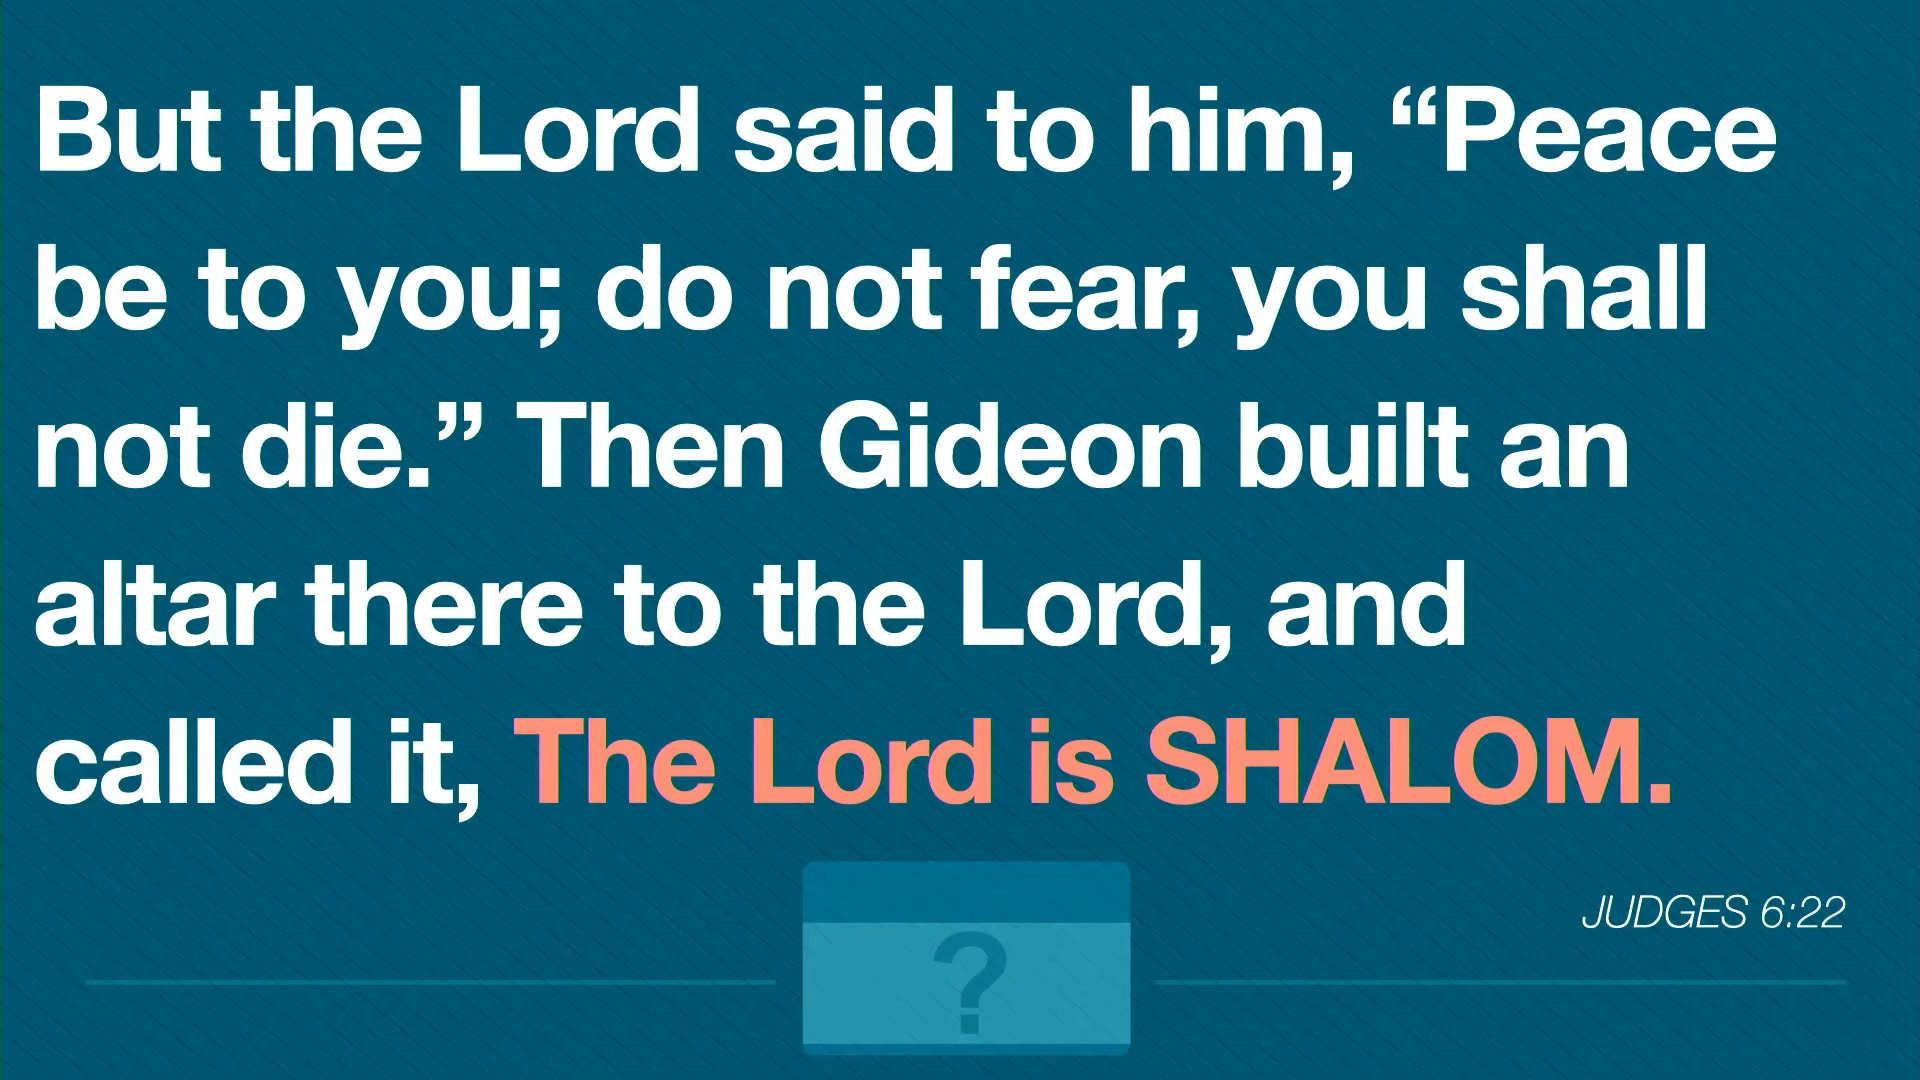 But the Lord said to him, “Peace
be to you; do not fear, you shall
not die.” Then Gideon built an
altar there to the Lord, and
called it, The Lord is SHALOM.
JUDGES 6:22
?